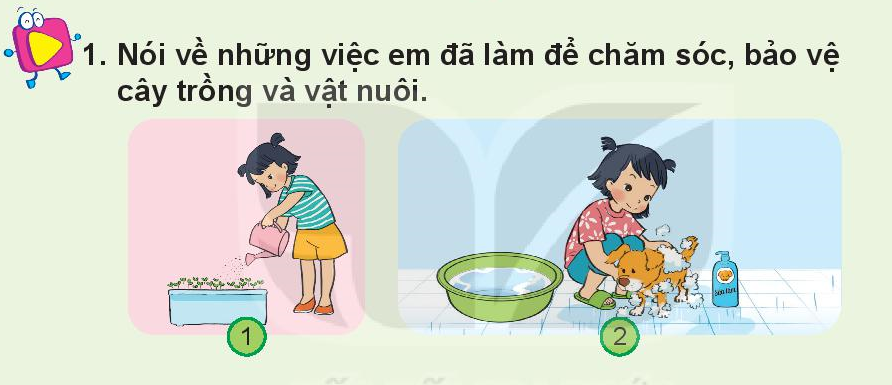 1. Nói về những việc em đã làm để chăm sóc, bảo vệ
cây trồng và vật nuôi.
1
2